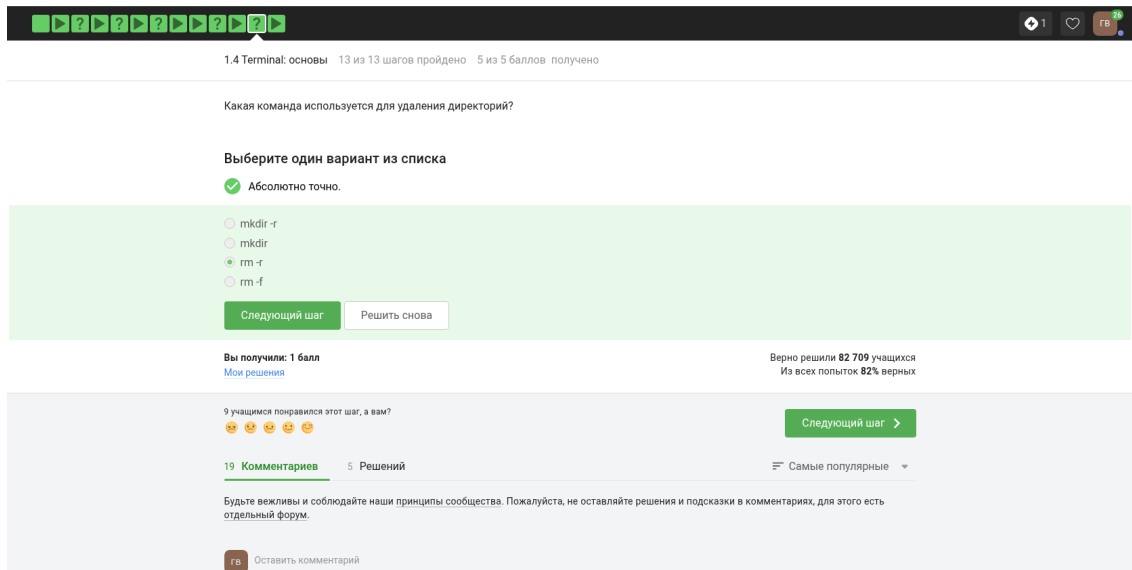 1
26
ГВ
1.4 Terminal: основы 13 из 13 шагов пройдено 5 из 5 баллов получено
Какая команда используется для удаления директорий?
Выберите один вариант из списка
Абсолютно точно.
mkdir -r
mkdir
rm -r
rm -f
Следующий шаг Решить снова
Вы получили: 1 балл
Мои решения
Верно решили 82 709 учащихся
Из всех попыток 82% верных
9 учащимся понравился этот шаг, а вам?
Следующий шаг
19 Комментариев 5 Решений Самые популярные
Будьте вежливы и соблюдайте наши принципы сообщества. Пожалуйста, не оставляйте решения и подсказки в комментариях, для этого есть
отдельный форум.
ГВ Оставить комментарий